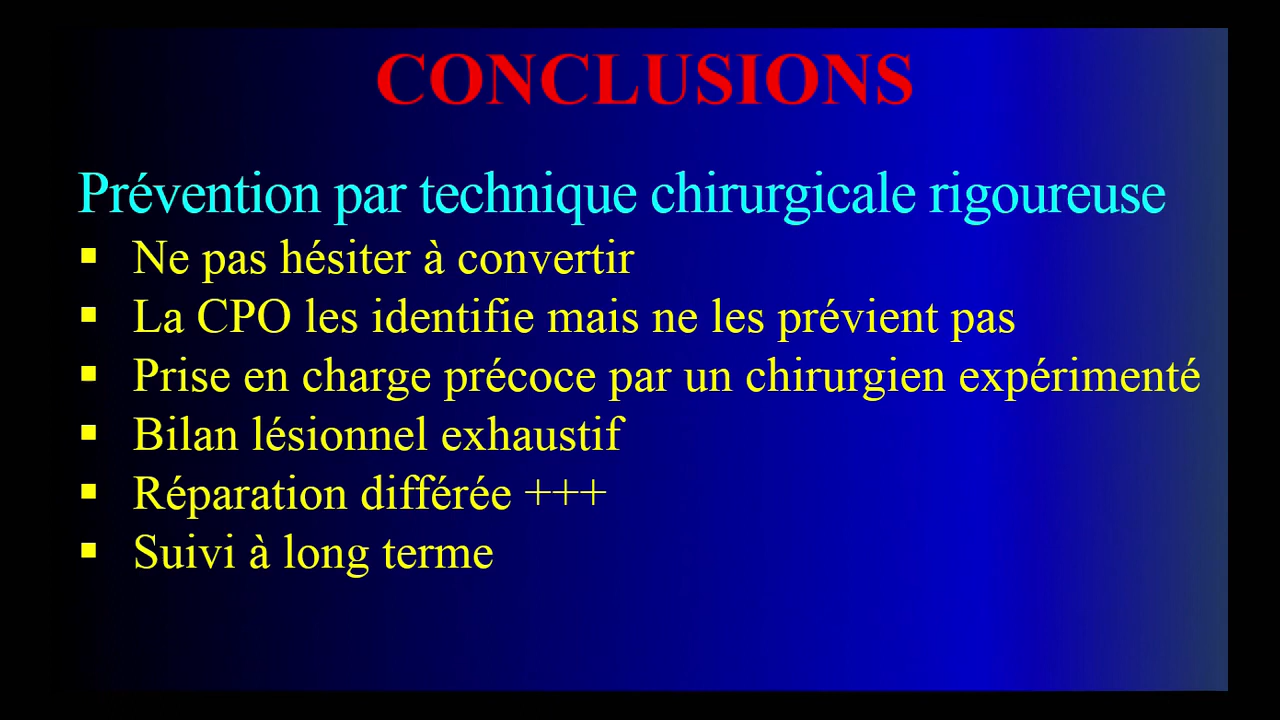 CONCLUSIONS
Prévention par technique chirurgicale rigoureuse
▪ Ne pas hésiter à convertir
▪ La CPO les identifie mais ne les prévient pas
▪ Prise en charge précoce par un chirurgien expérimenté
▪ Bilan lésionnel exhaustif
▪ Réparation différée +++
▪ Suivi à long terme